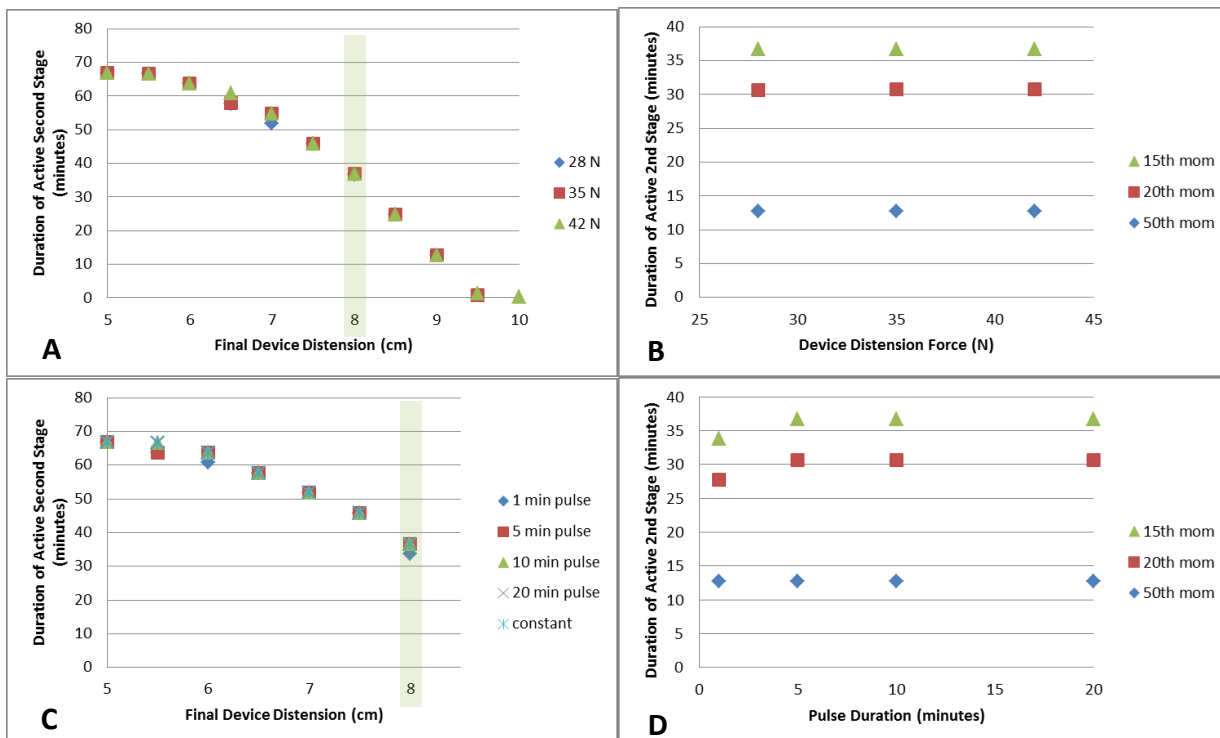 80
70
60
50
40
30
20
10
0
5
6
7
8
9
10
Duration of Active Second Stage
(minutes)
Final Device Distension (cm)
28 N
35 N
42 N
A
40
35
30
25
20
15
10
5
0
25
30
35
40
45
Duration of Active 2nd Stage (minutes)
Device Distension Force (N)
15th mom
20th mom
50th mom
B
80
70
60
50
40
30
20
10
0
5
6
7
8
Duration of Active Second Stage
(minutes)
Final Device Distension (cm)
1 min pulse
5 min pulse
10 min pulse
20 min pulse
constant
C
40
35
30
25
20
15
10
5
0
0
5
10
15
20
Duration of Active 2nd Stage (minutes)
Pulse Duration (minutes)
15th mom
20th mom
50th mom
D